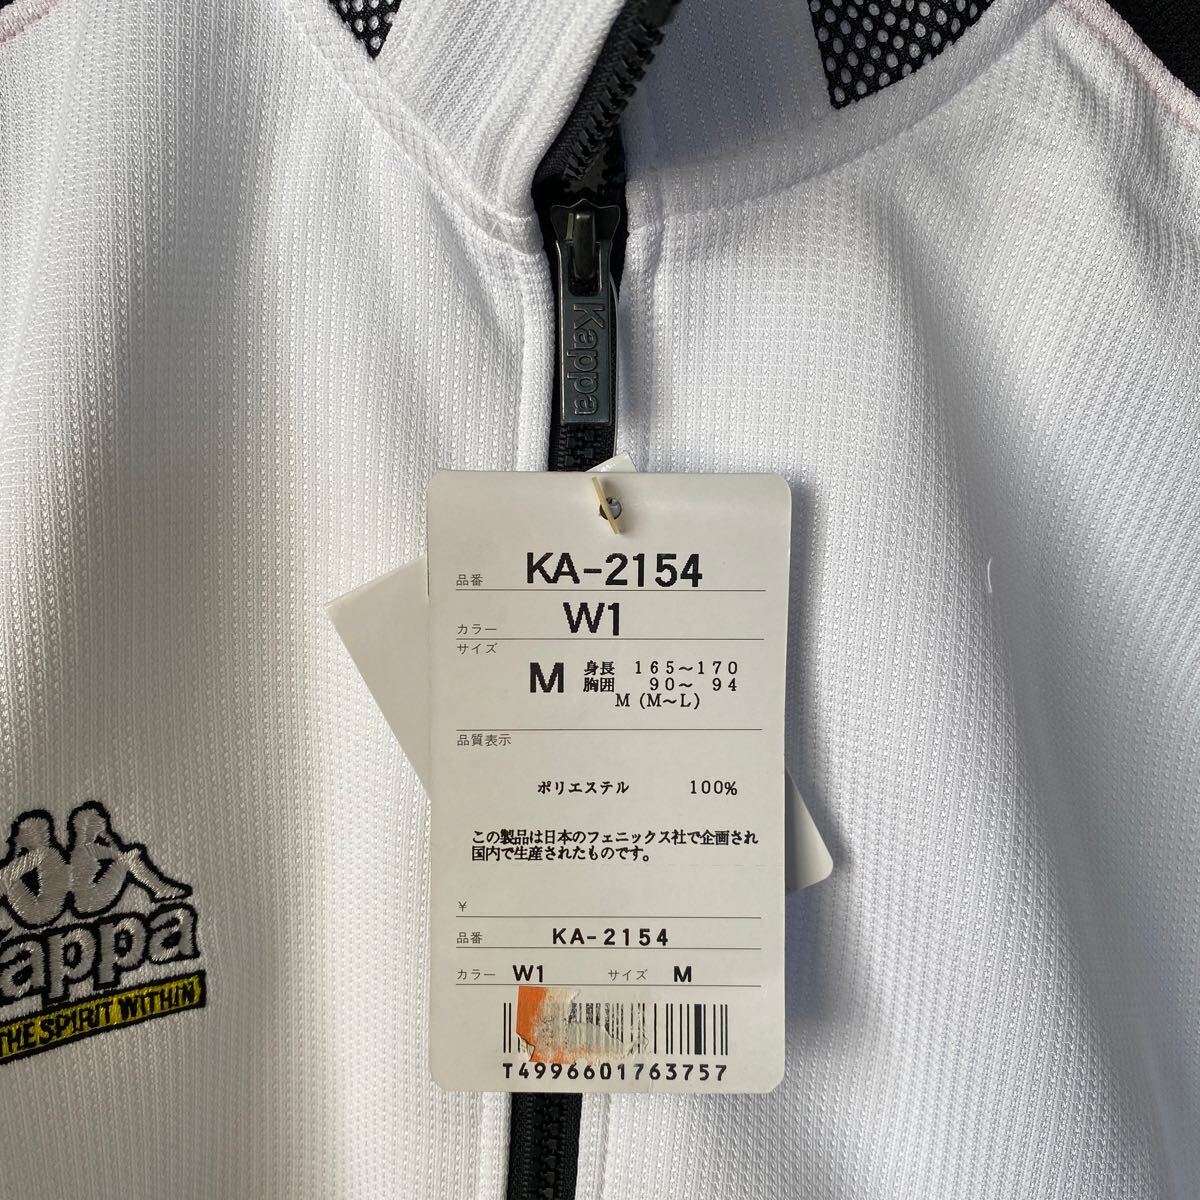 Kappa
品番 KA-2154
カラー W1
サイズ
M 身長 165～170
胸囲 90～ 94
M (M～L)
品質表示
ポリエステル 100%
この製品は日本のフェニックス社で企画され
国内で生産されたものです。
¥
品番 KA-2154
カラー W1 サイズ M
T4996601763757
Kappa
THE SPIRIT WITHIN